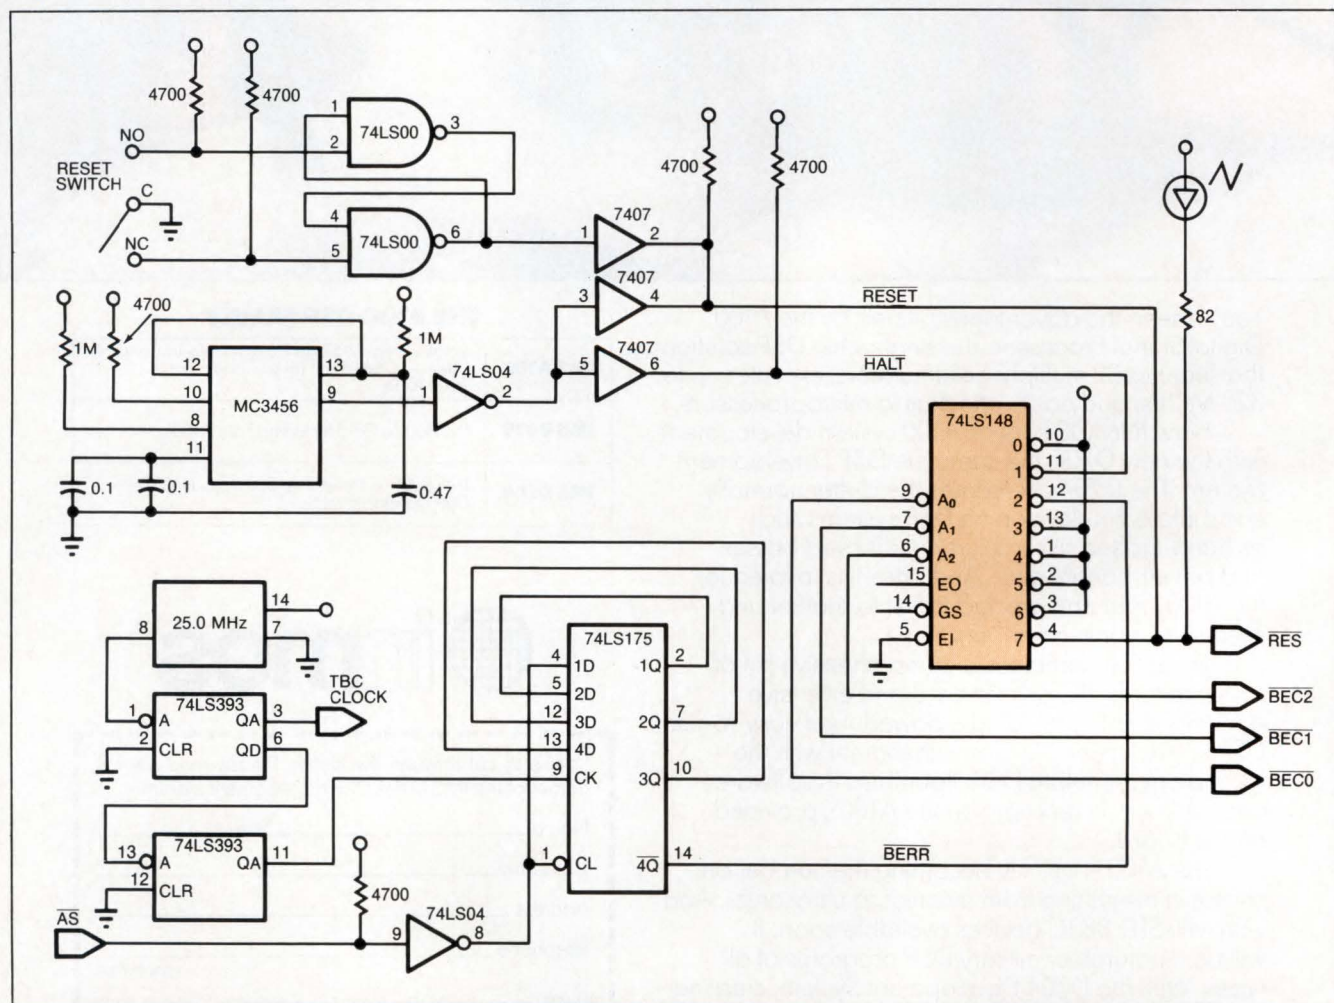 4700
4700
NO
1
2
3
74LS00
RESET
SWITCH
C
NC
4
5
6
74LS00
4700
4700
1
2
7407
3
4
7407
5
6
7407
RESET
HALT
82
1M
4700
1M
12
10
8
11
13
9
MC3456
1
2
74LS04
0.1
0.1
0.47
74LS148
0
10
1
11
2
12
3
13
4
1
5
2
6
3
7
4
9
A0
7
A1
6
A2
15
EO
14
GS
5
EI
RES
BEC2
BEC1
BEC0
8
25.0 MHz
14
7
TBC
CLOCK
74LS393
1
A
QA
3
2
CLR
QD
6
74LS393
13
A
QA
11
12
CLR
74LS175
4
1D
1Q
2
5
2D
12
3D
2Q
7
13
4D
9
CK
3Q
10
1
CL
4Q
14
BERR
AS
4700
9
74LS04
8